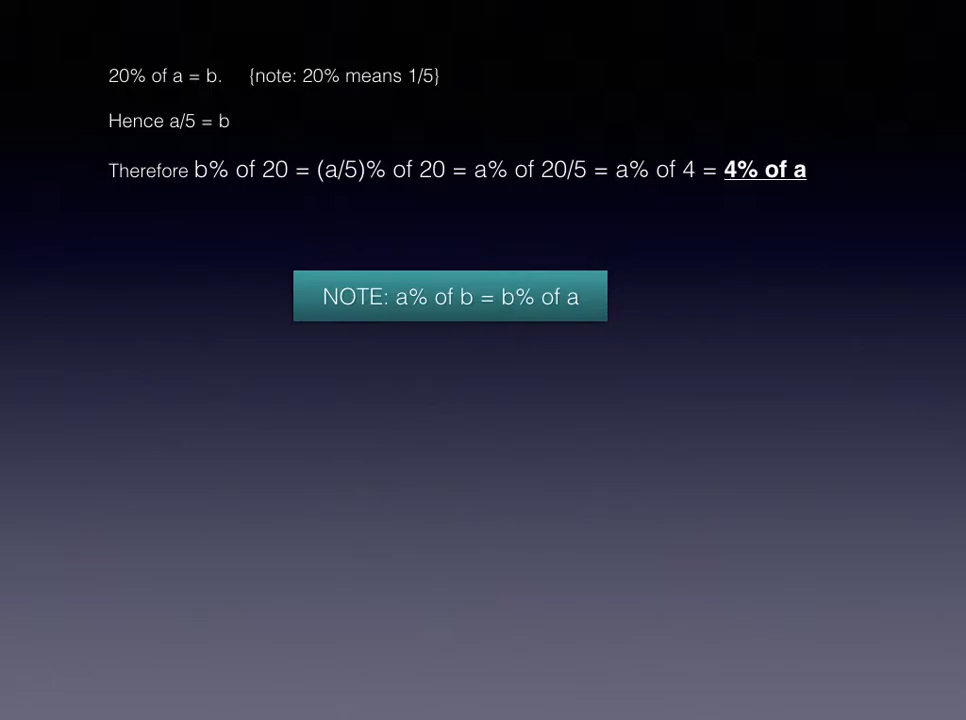 20% of a = b. {note: 20% means 1/5}
Hence a/5 = b
Therefore b% of 20 = (a/5)% of 20 = a% of 20/5 = a% of 4 = 4% of a
NOTE: a% of b = b% of a